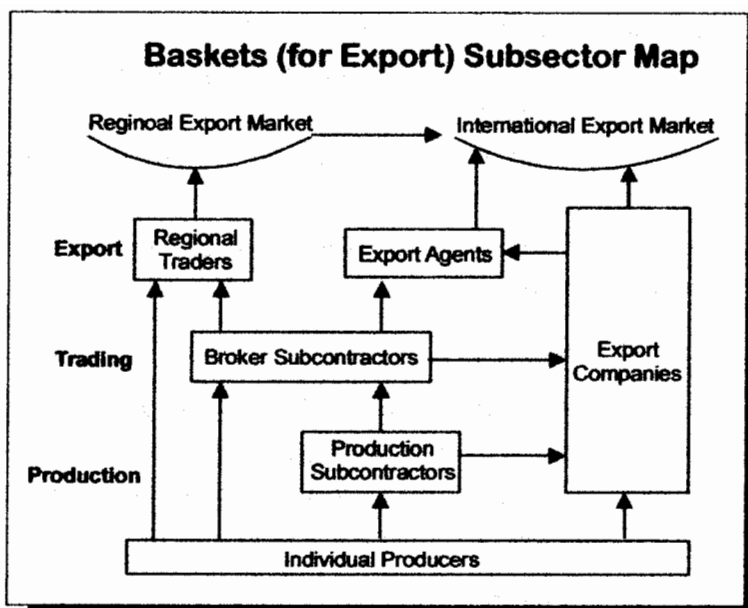 Baskets (for Export) Subsector Map
Reginoal Export Market
International Export Market
Export
Regional
Traders
Export Agents
Trading
Broker Subcontractors
Export
Companies
Production
Production
Subcontractors
Individual Producers